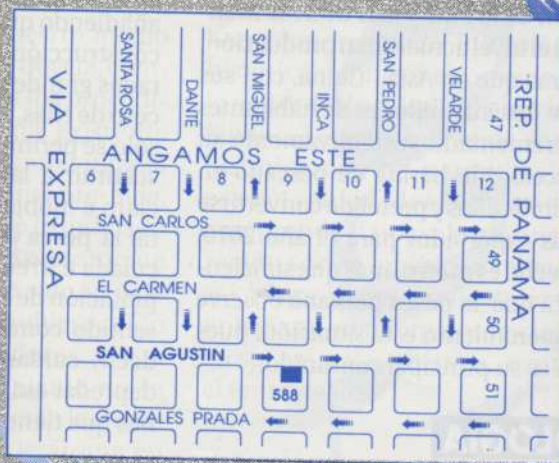 SANTA ROSA
DANTE
SAN MIGUEL
INCA
SAN PEDRO
VELARDE
47
REP. DE PANAMA
VIA EXPRESA
ANGAMOS ESTE
6 7 8 9 10 11 12
SAN CARLOS
49
EL CARMEN
50
SAN AGUSTIN
588
51
GONZALES PRADA